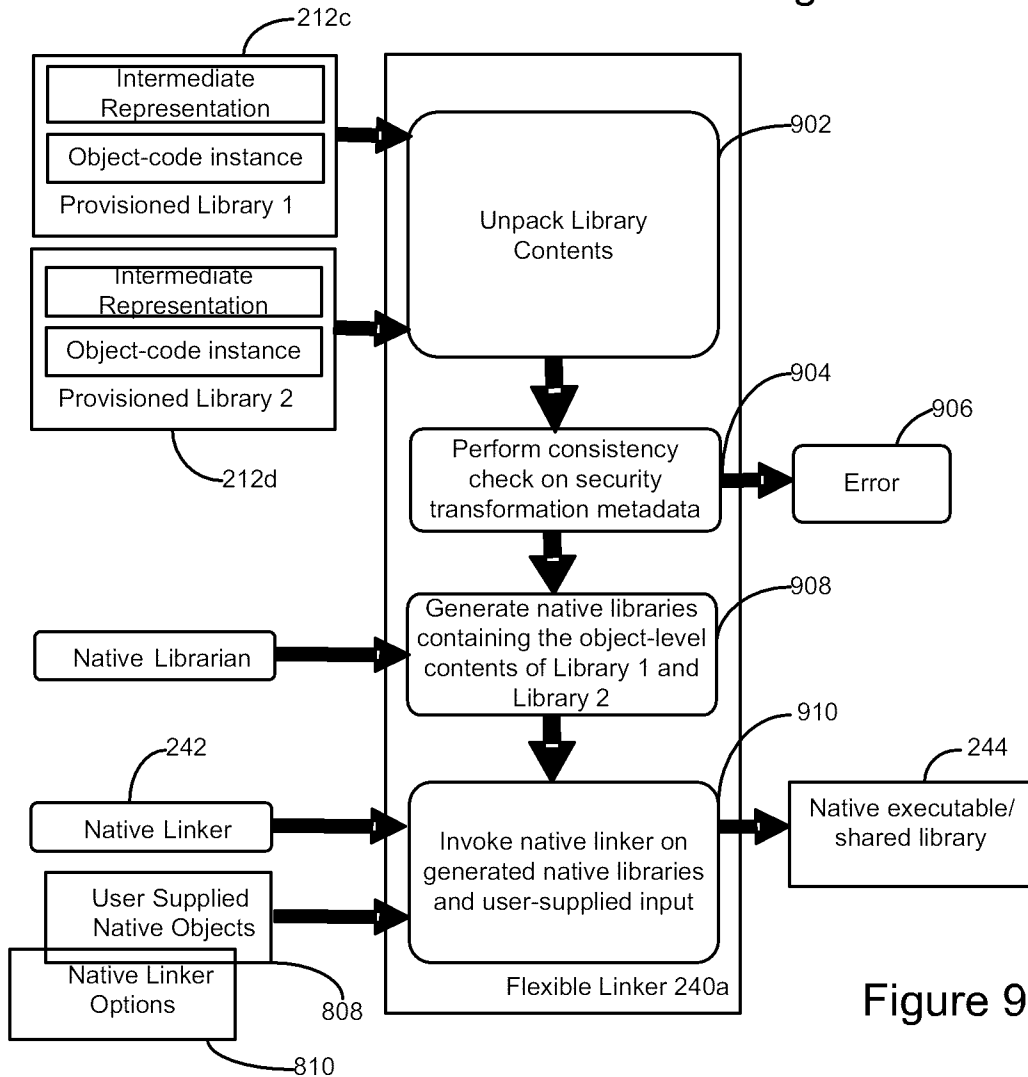 212c
Intermediate
Representation
Object-code instance
Provisioned Library 1
Intermediate
Representation
Object-code instance
Provisioned Library 2
212d
Unpack Library
Contents
902
904
Perform consistency
check on security
transformation metadata
906
Error
Native Librarian
Generate native libraries
containing the object-level
contents of Library 1 and
Library 2
908
242
Native Linker
User Supplied
Native Objects
Native Linker
Options
808
810
910
Invoke native linker on
generated native libraries
and user-supplied input
Flexible Linker 240a
244
Native executable/
shared library
Figure 9